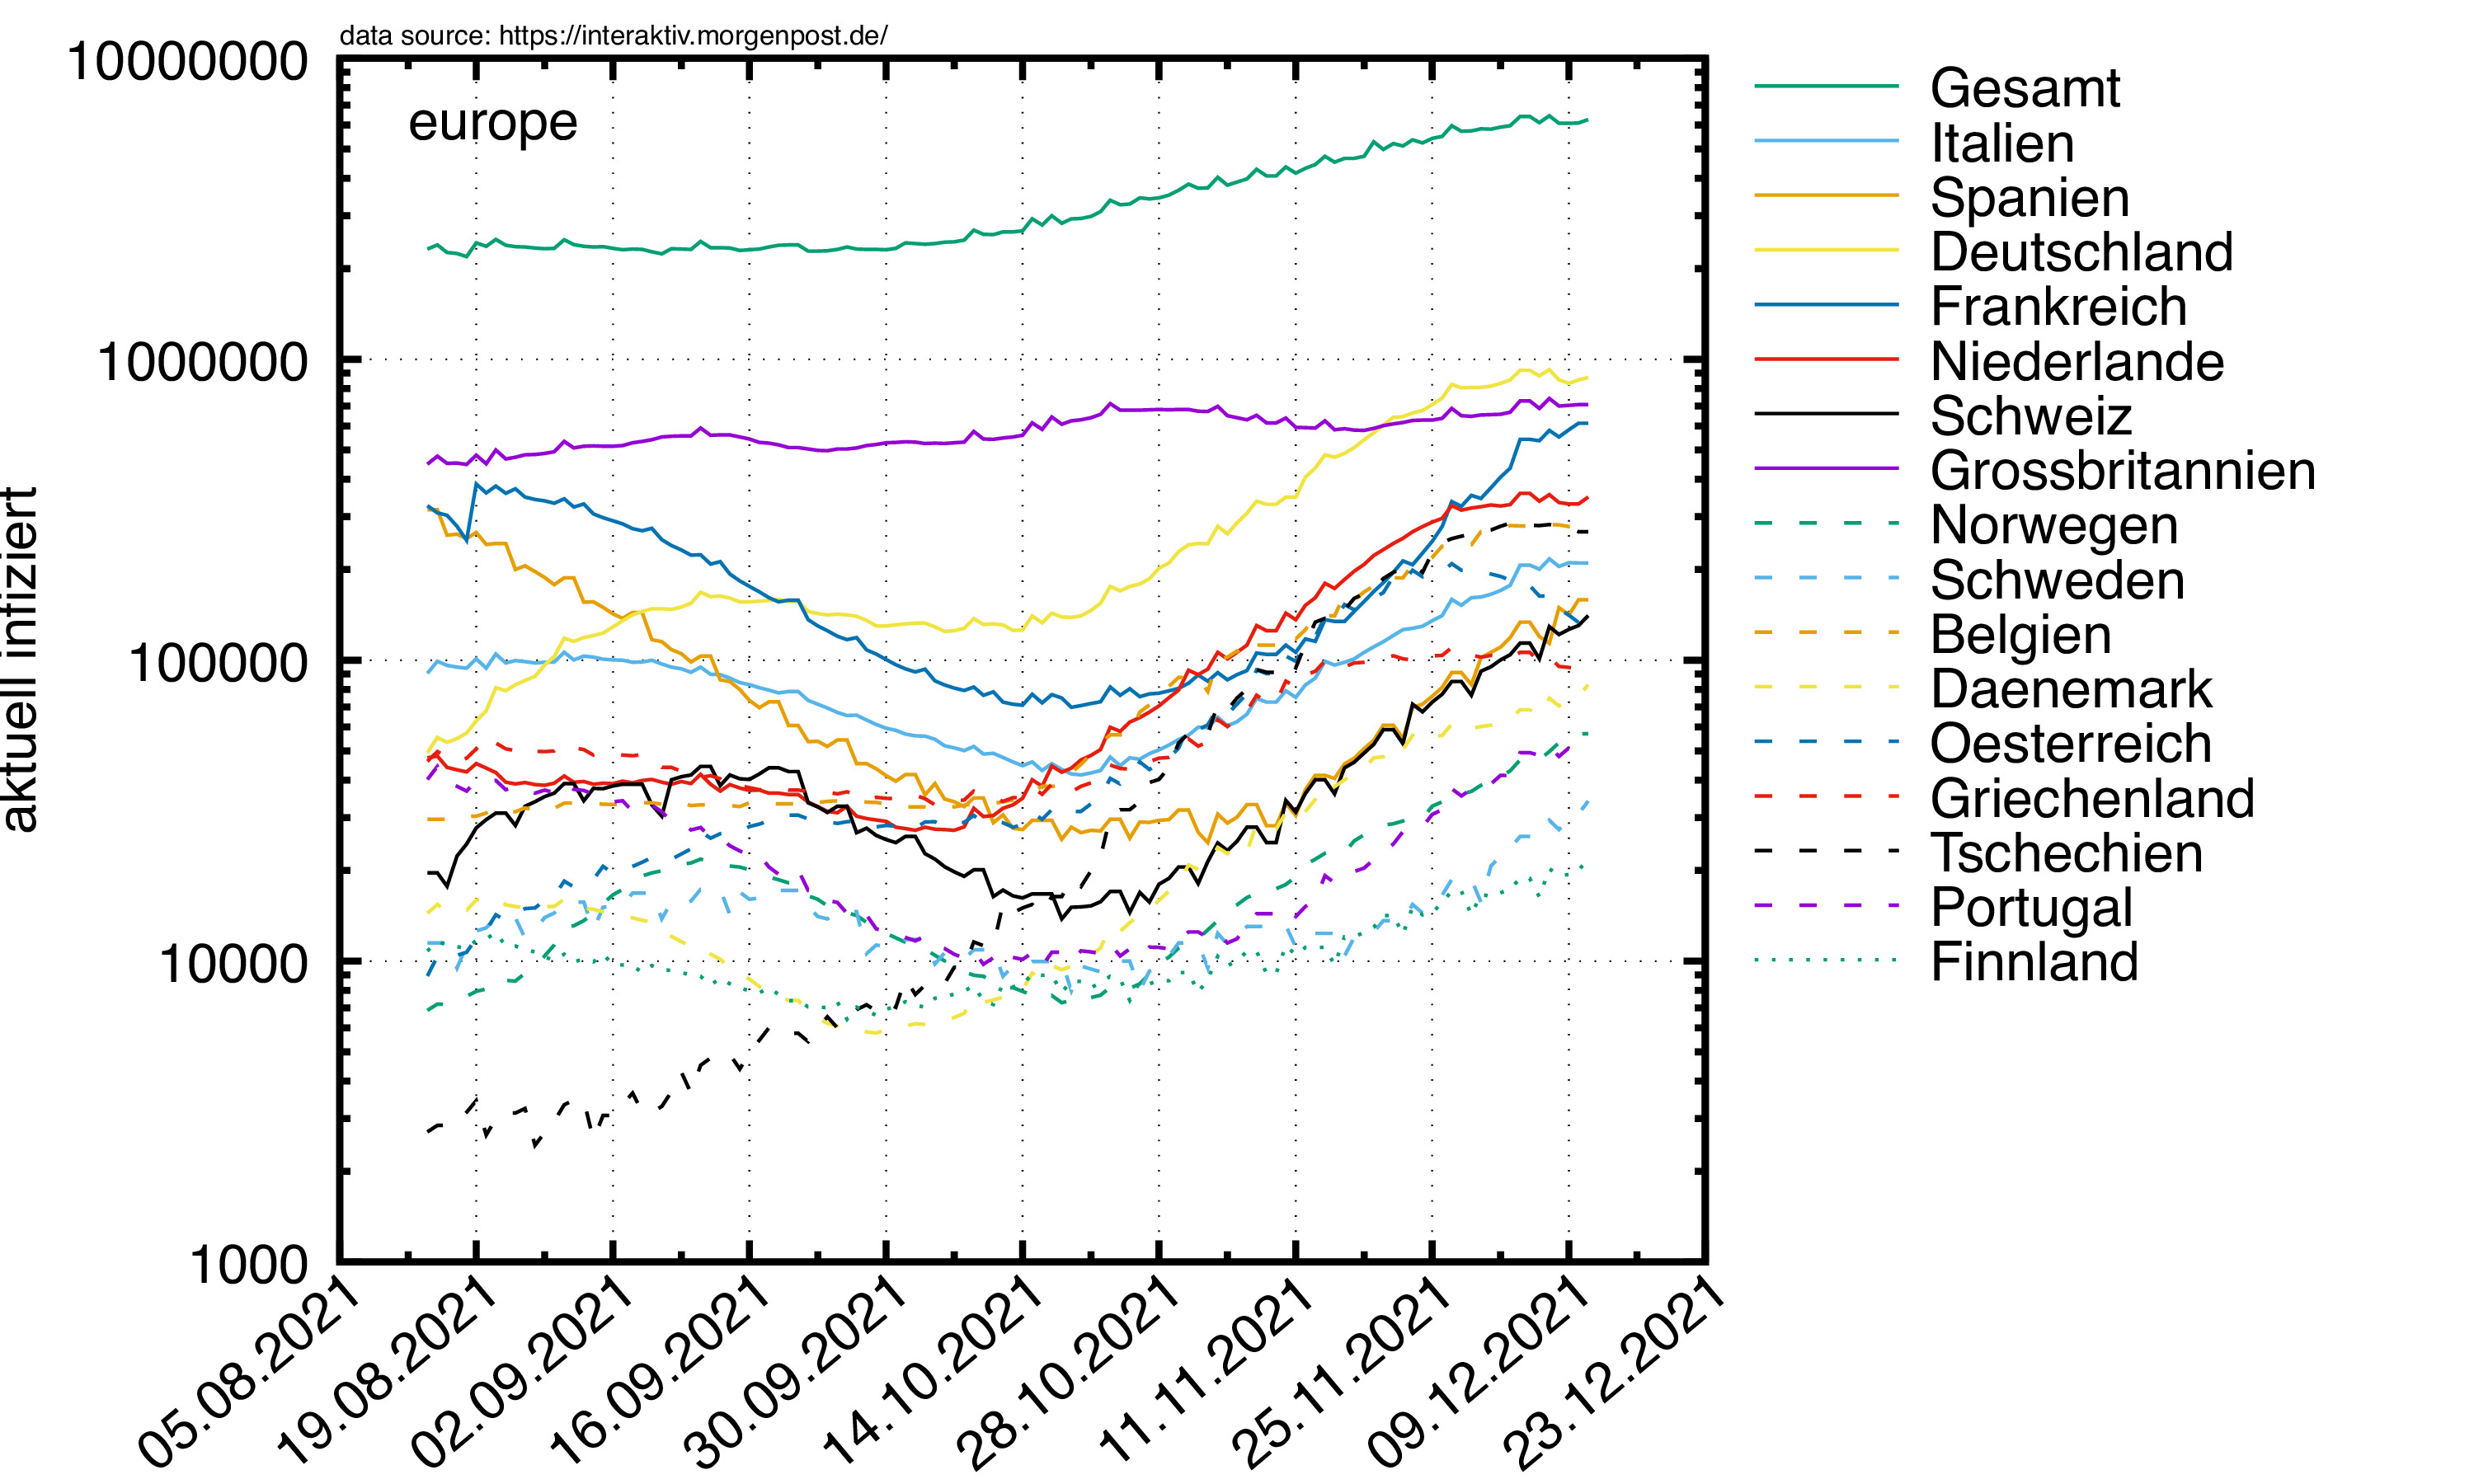 data source: https://interaktiv.morgenpost.de/
europe
aktuell infiziert
10000000
1000000
100000
10000
1000
05.08.2021
19.08.2021
02.09.2021
16.09.2021
30.09.2021
14.10.2021
28.10.2021
11.11.2021
25.11.2021
09.12.2021
23.12.2021
Gesamt
Italien
Spanien
Deutschland
Frankreich
Niederlande
Schweiz
Grossbritannien
Norwegen
Schweden
Belgien
Daenemark
Oesterreich
Griechenland
Tschechien
Portugal
Finnland